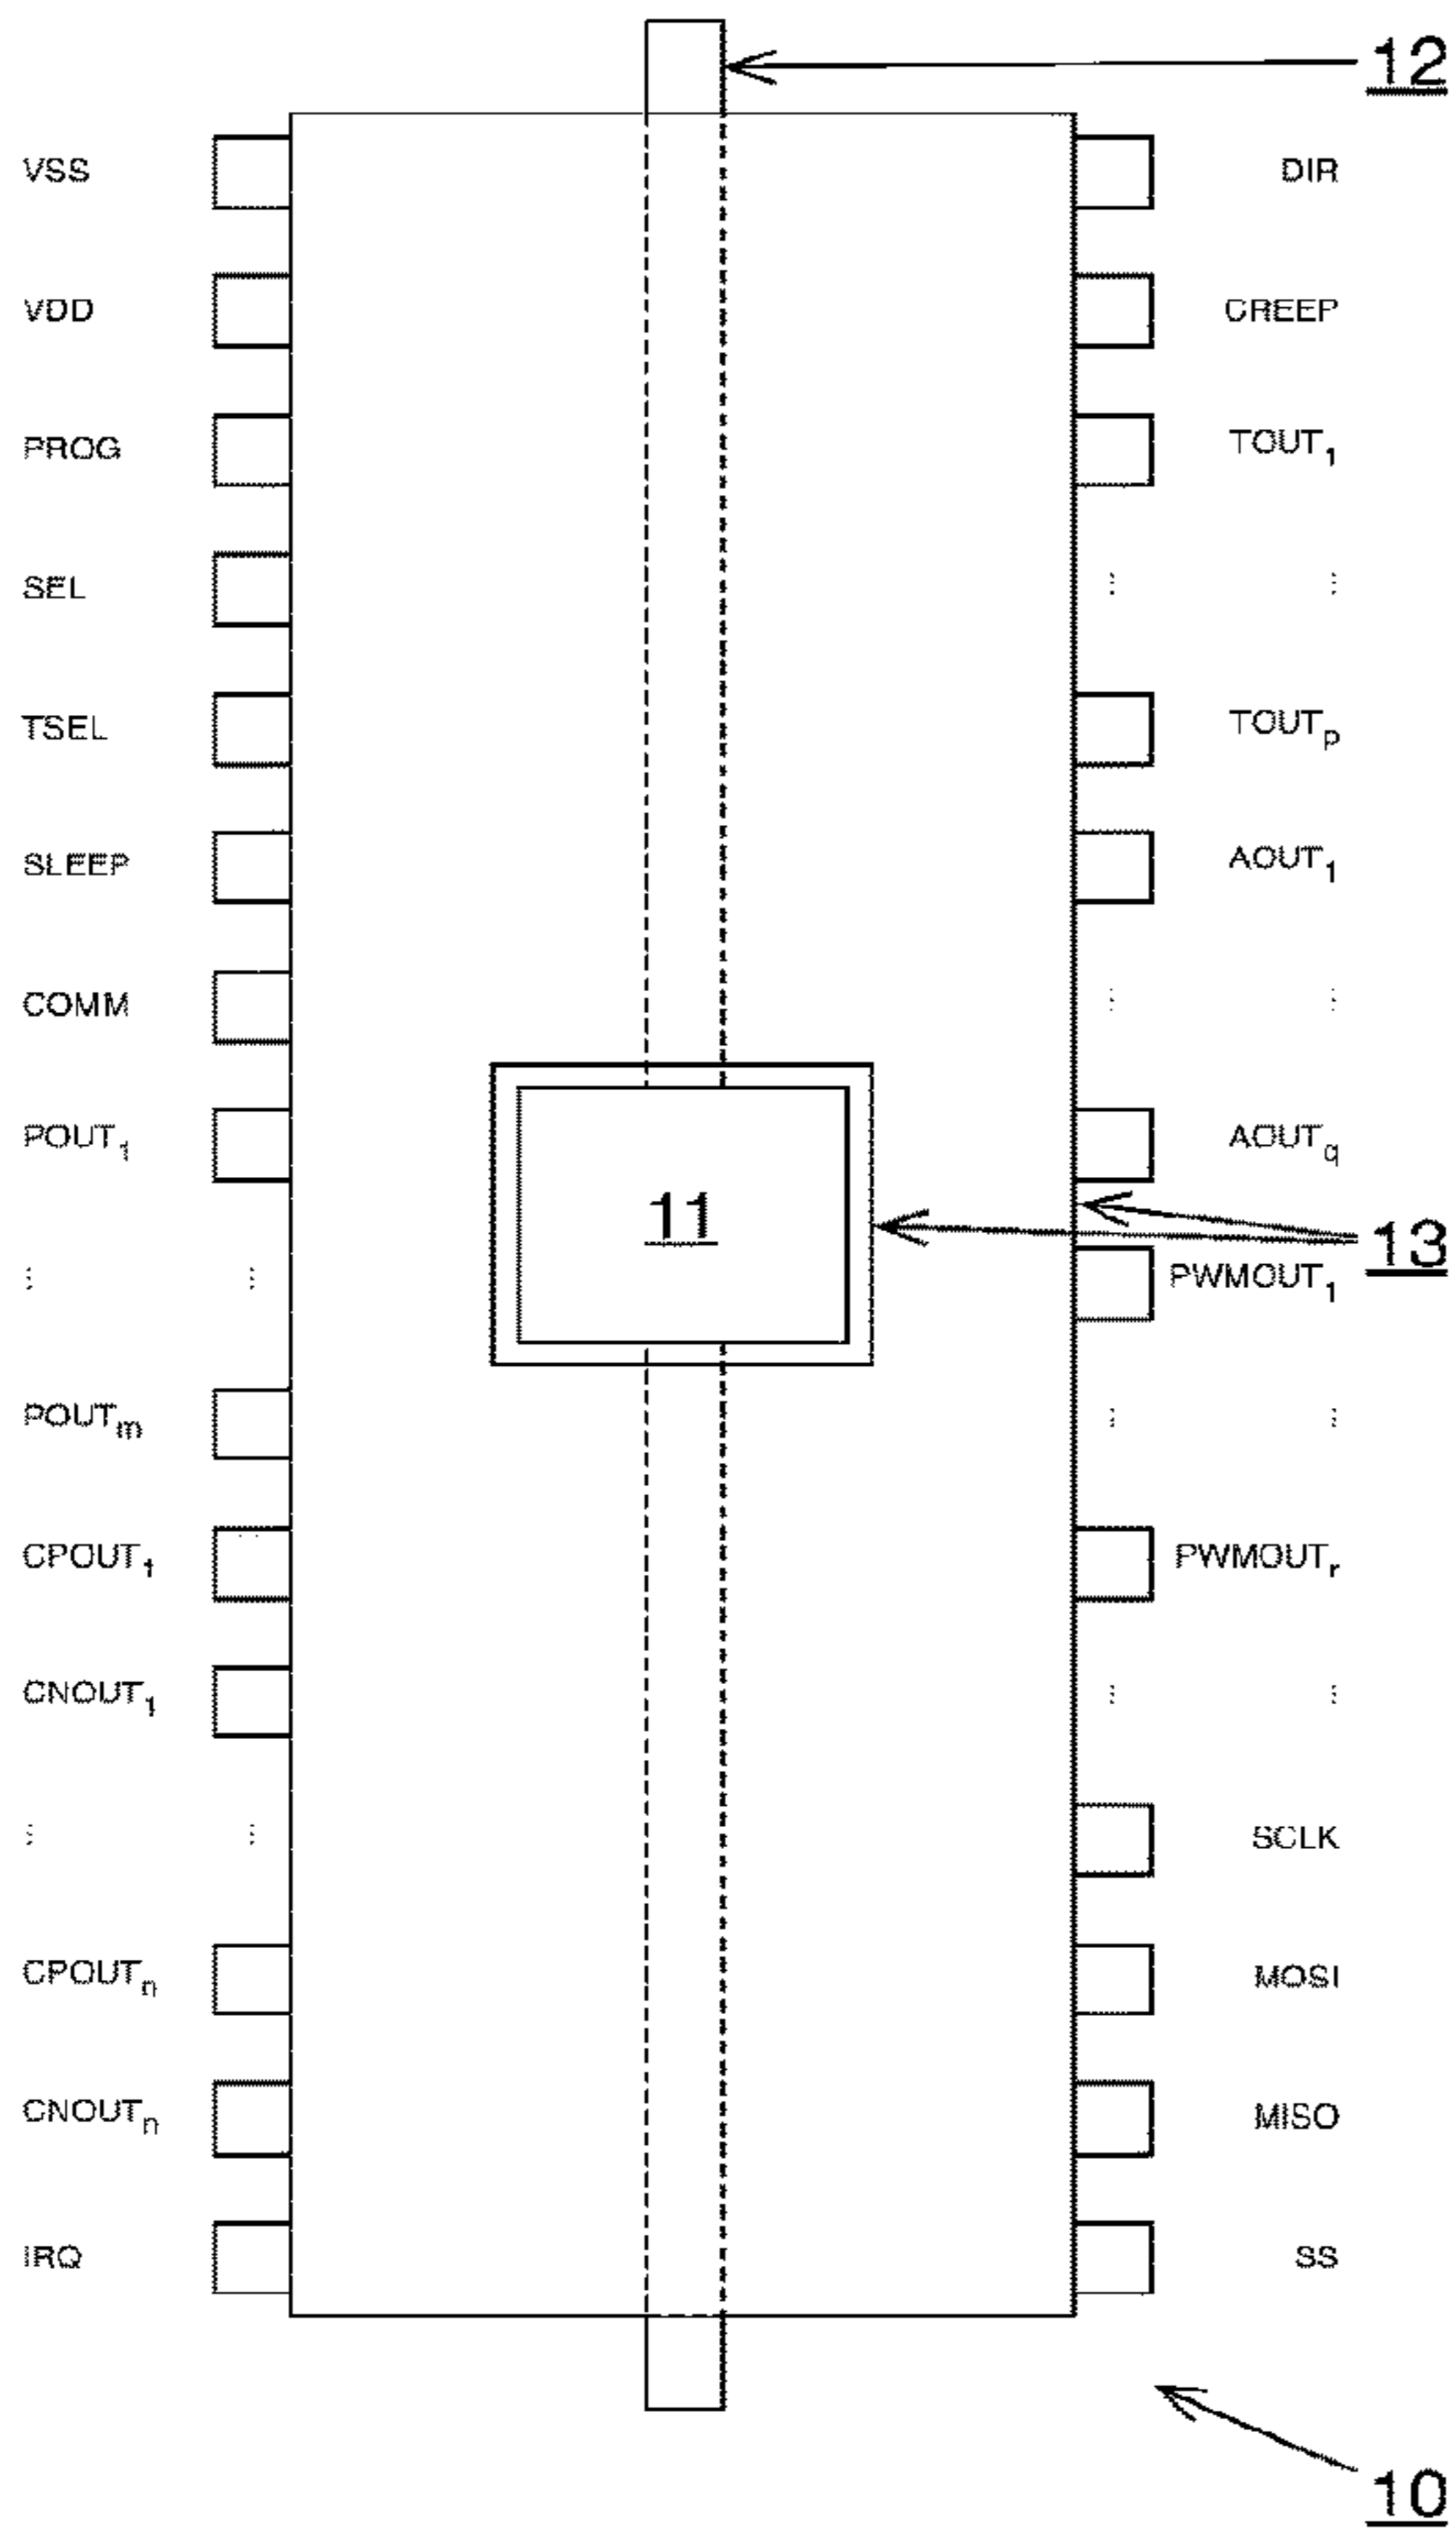 12
VSS DIR
VDD CREEP
PROG TOUT₁
SEL ⋮ ⋮
TSEL TOUTₚ
SLEEP AOUT₁
COMM ⋮ ⋮
POUT₁ AOUTq
11 13
⋮ ⋮ PWMOUT₁
POUTₘ ⋮ ⋮
CPOUT₁ PWMOUTᵣ
CNOUT₁ ⋮ ⋮
⋮ ⋮ SCLK
CPOUTₙ MOSI
CNOUTₙ MISO
IRQ SS
10